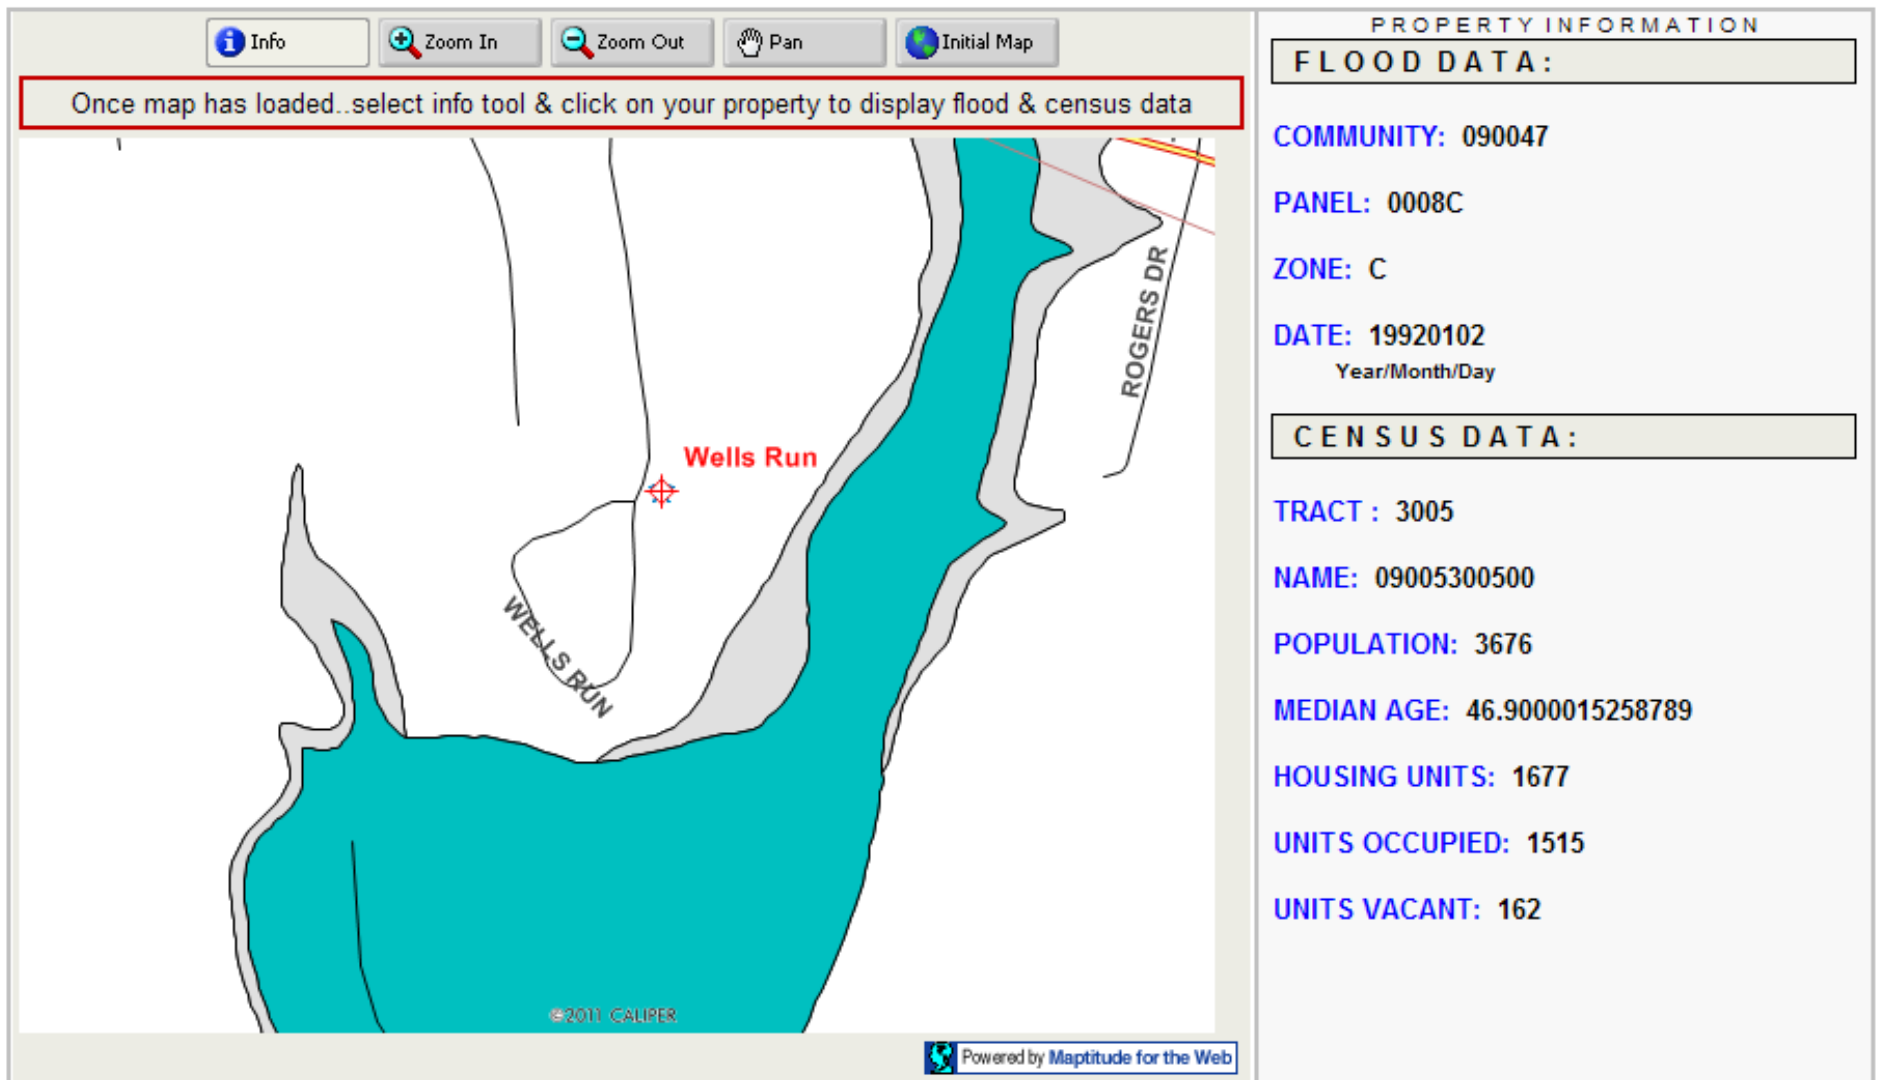 Info
Zoom In
Zoom Out
Pan
Initial Map
Once map has loaded..select info tool & click on your property to display flood & census data
ROGERS DR
Wells Run
WELLS RUN
©2011 CALIPER
Powered by Maptitude for the Web
PROPERTY INFORMATION
FLOOD DATA:
COMMUNITY: 090047
PANEL: 0008C
ZONE: C
DATE: 19920102
Year/Month/Day
CENSUS DATA:
TRACT : 3005
NAME: 09005300500
POPULATION: 3676
MEDIAN AGE: 46.9000015258789
HOUSING UNITS: 1677
UNITS OCCUPIED: 1515
UNITS VACANT: 162